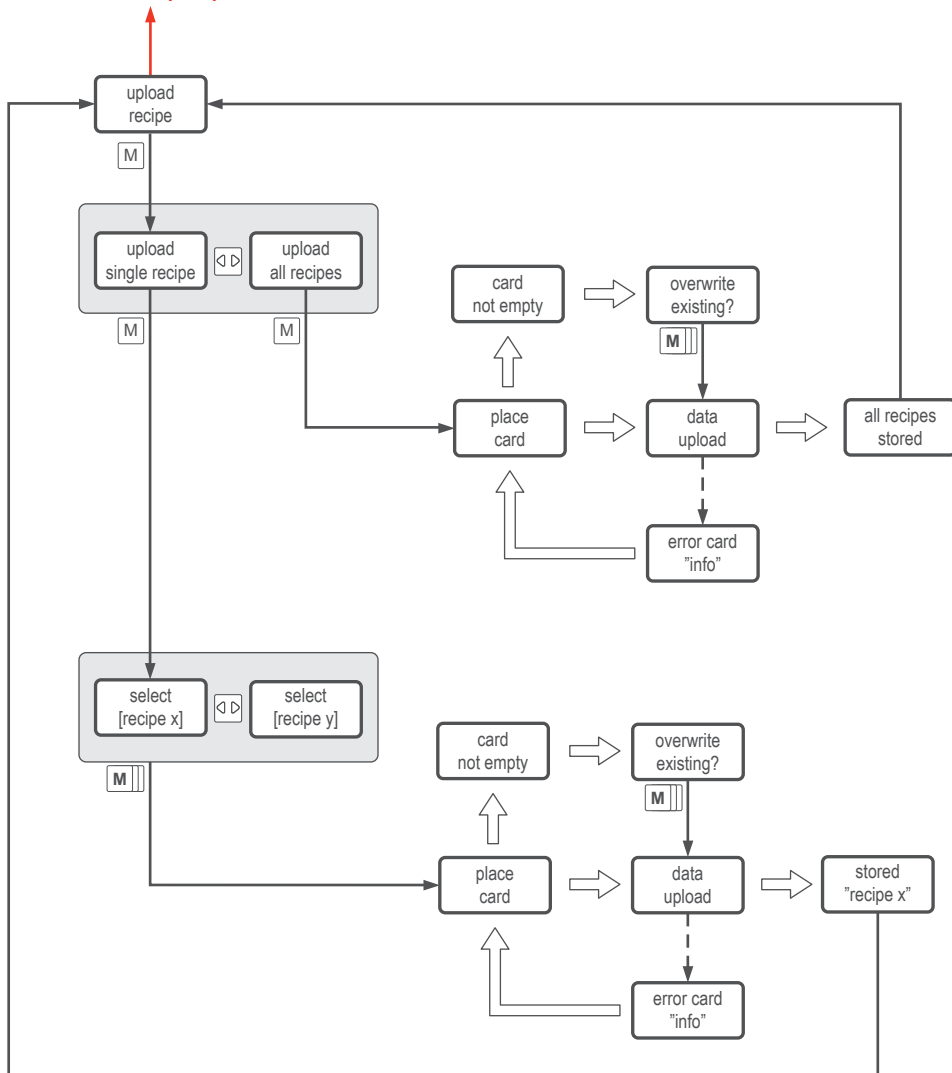 upload
recipe
M
upload
single recipe
upload
all recipes
M
M
card
not empty
overwrite
existing?
M
place
card
data
upload
all recipes
stored
error card
"info"
select
[recipe x]
select
[recipe y]
M
card
not empty
overwrite
existing?
M
place
card
data
upload
stored
"recipe x"
error card
"info"